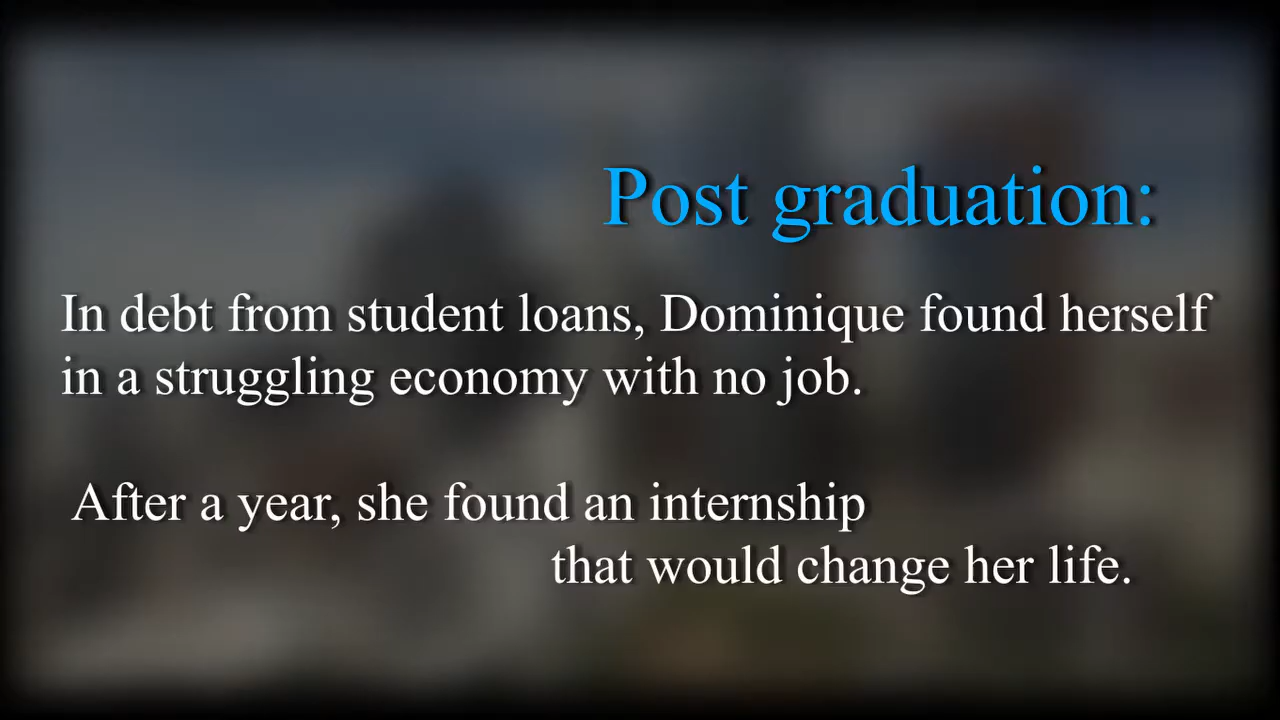 Post graduation:
In debt from student loans, Dominique found herself
in a struggling economy with no job.
After a year, she found an internship
that would change her life.